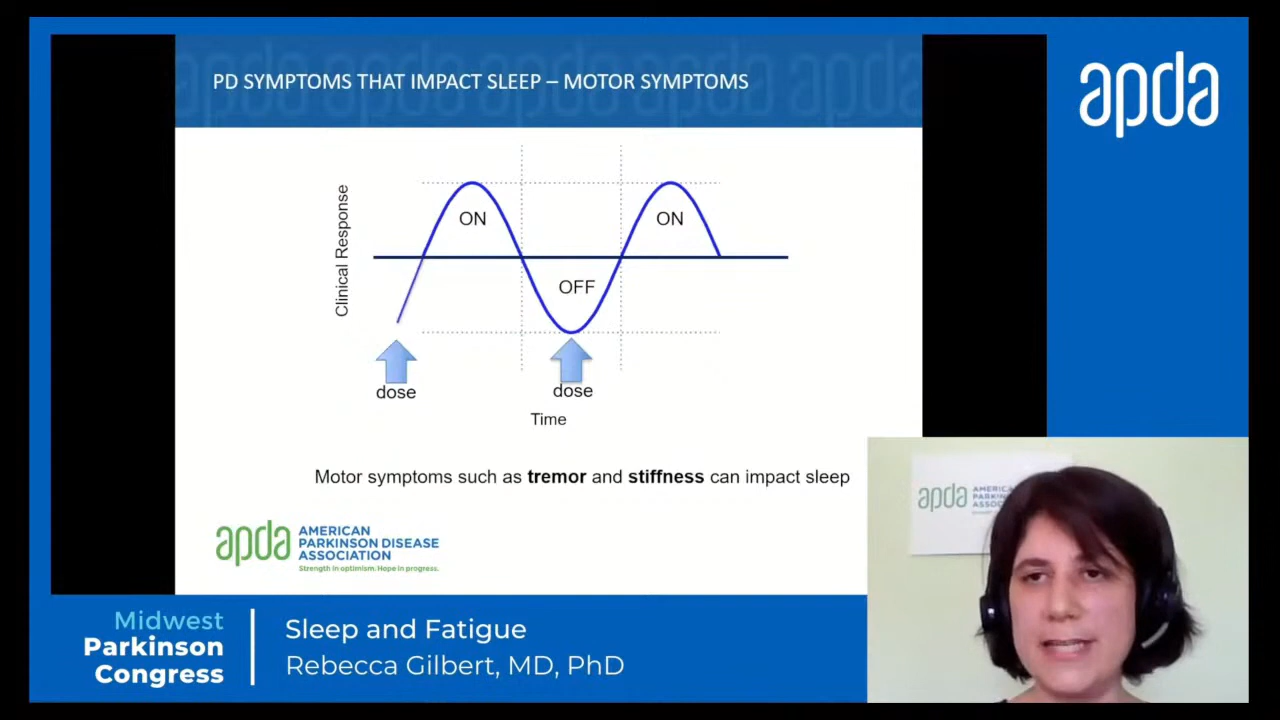 PD SYMPTOMS THAT IMPACT SLEEP – MOTOR SYMPTOMS
apda
Clinical Response
ON
ON
OFF
dose
dose
Time
Motor symptoms such as tremor and stiffness can impact sleep
apda
AMERICAN
PARKINSON DISEASE
ASSOCIATION
Strength in optimism. Hope in progress.
apda
Midwest
Parkinson
Congress
Sleep and Fatigue
Rebecca Gilbert, MD, PhD